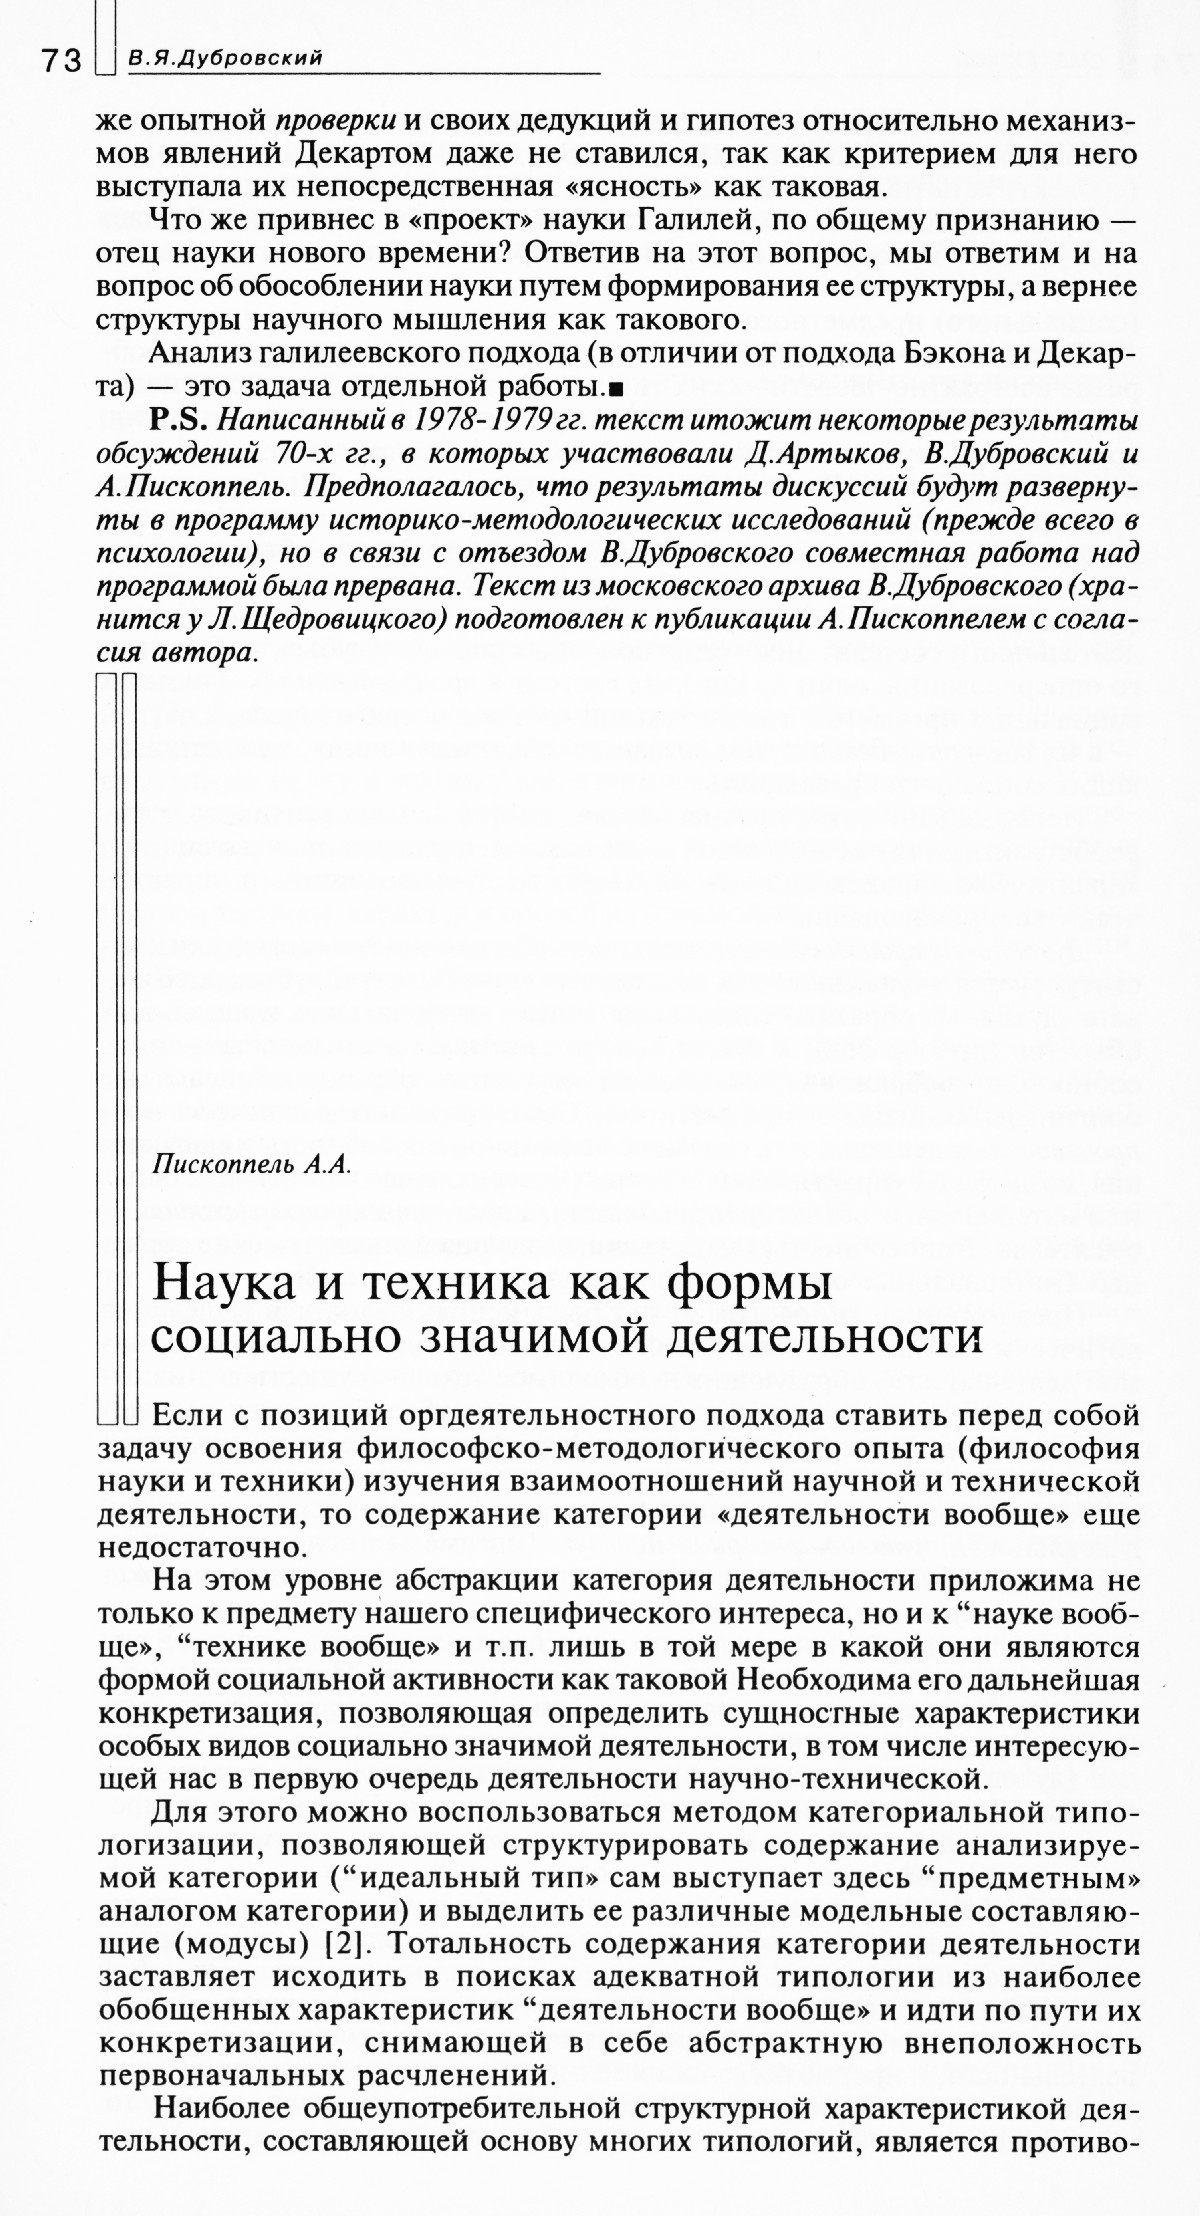 73 В.Я.Дубровский
же опытной проверки и своих дедукций и гипотез относительно механиз-
мов явлений Декартом даже не ставился, так как критерием для него
выступала их непосредственная «ясность» как таковая.
Что же привнес в «проект» науки Галилей, по общему признанию —
отец науки нового времени? Ответив на этот вопрос, мы ответим и на
вопрос об обособлении науки путем формирования ее структуры, а вернее
структуры научного мышления как такового.
Анализ галилеевского подхода (в отличии от подхода Бэкона и Декар-
та) — это задача отдельной работы.■
P.S. Написанный в 1978-1979 гг. текст итожит некоторые результаты
обсуждений 70-х гг., в которых участвовали Д.Артыков, В.Дубровский и
А.Пископпель. Предполагалось, что результаты дискуссий будут разверну-
ты в программу историко-методологических исследований (прежде всего в
психологии), но в связи с отъездом В.Дубровского совместная работа над
программой была прервана. Текст из московского архива В.Дубровского (хра-
нится у Л.Щедровицкого) подготовлен к публикации А.Пископпелем с согла-
сия автора.
Пископпель А.А.
Наука и техника как формы
социально значимой деятельности
Если с позиций оргдеятельностного подхода ставить перед собой
задачу освоения философско-методологического опыта (философия
науки и техники) изучения взаимоотношений научной и технической
деятельности, то содержание категории «деятельности вообще» еще
недостаточно.
На этом уровне абстракции категория деятельности приложима не
только к предмету нашего специфического интереса, но и к “науке вооб-
ще», “технике вообще» и т.п. лишь в той мере в какой они являются
формой социальной активности как таковой Необходима его дальнейшая
конкретизация, позволяющая определить сущностные характеристики
особых видов социально значимой деятельности, в том числе интересую-
щей нас в первую очередь деятельности научно-технической.
Для этого можно воспользоваться методом категориальной типо-
логизации, позволяющей структурировать содержание анализируе-
мой категории (“идеальный тип» сам выступает здесь “предметным»
аналогом категории) и выделить ее различные модельные составляю-
щие (модусы) [2]. Тотальность содержания категории деятельности
заставляет исходить в поисках адекватной типологии из наиболее
обобщенных характеристик “деятельности вообще» и идти по пути их
конкретизации, снимающей в себе абстрактную внеположность
первоначальных расчленений.
Наиболее общеупотребительной структурной характеристикой дея-
тельности, составляющей основу многих типологий, является противо-